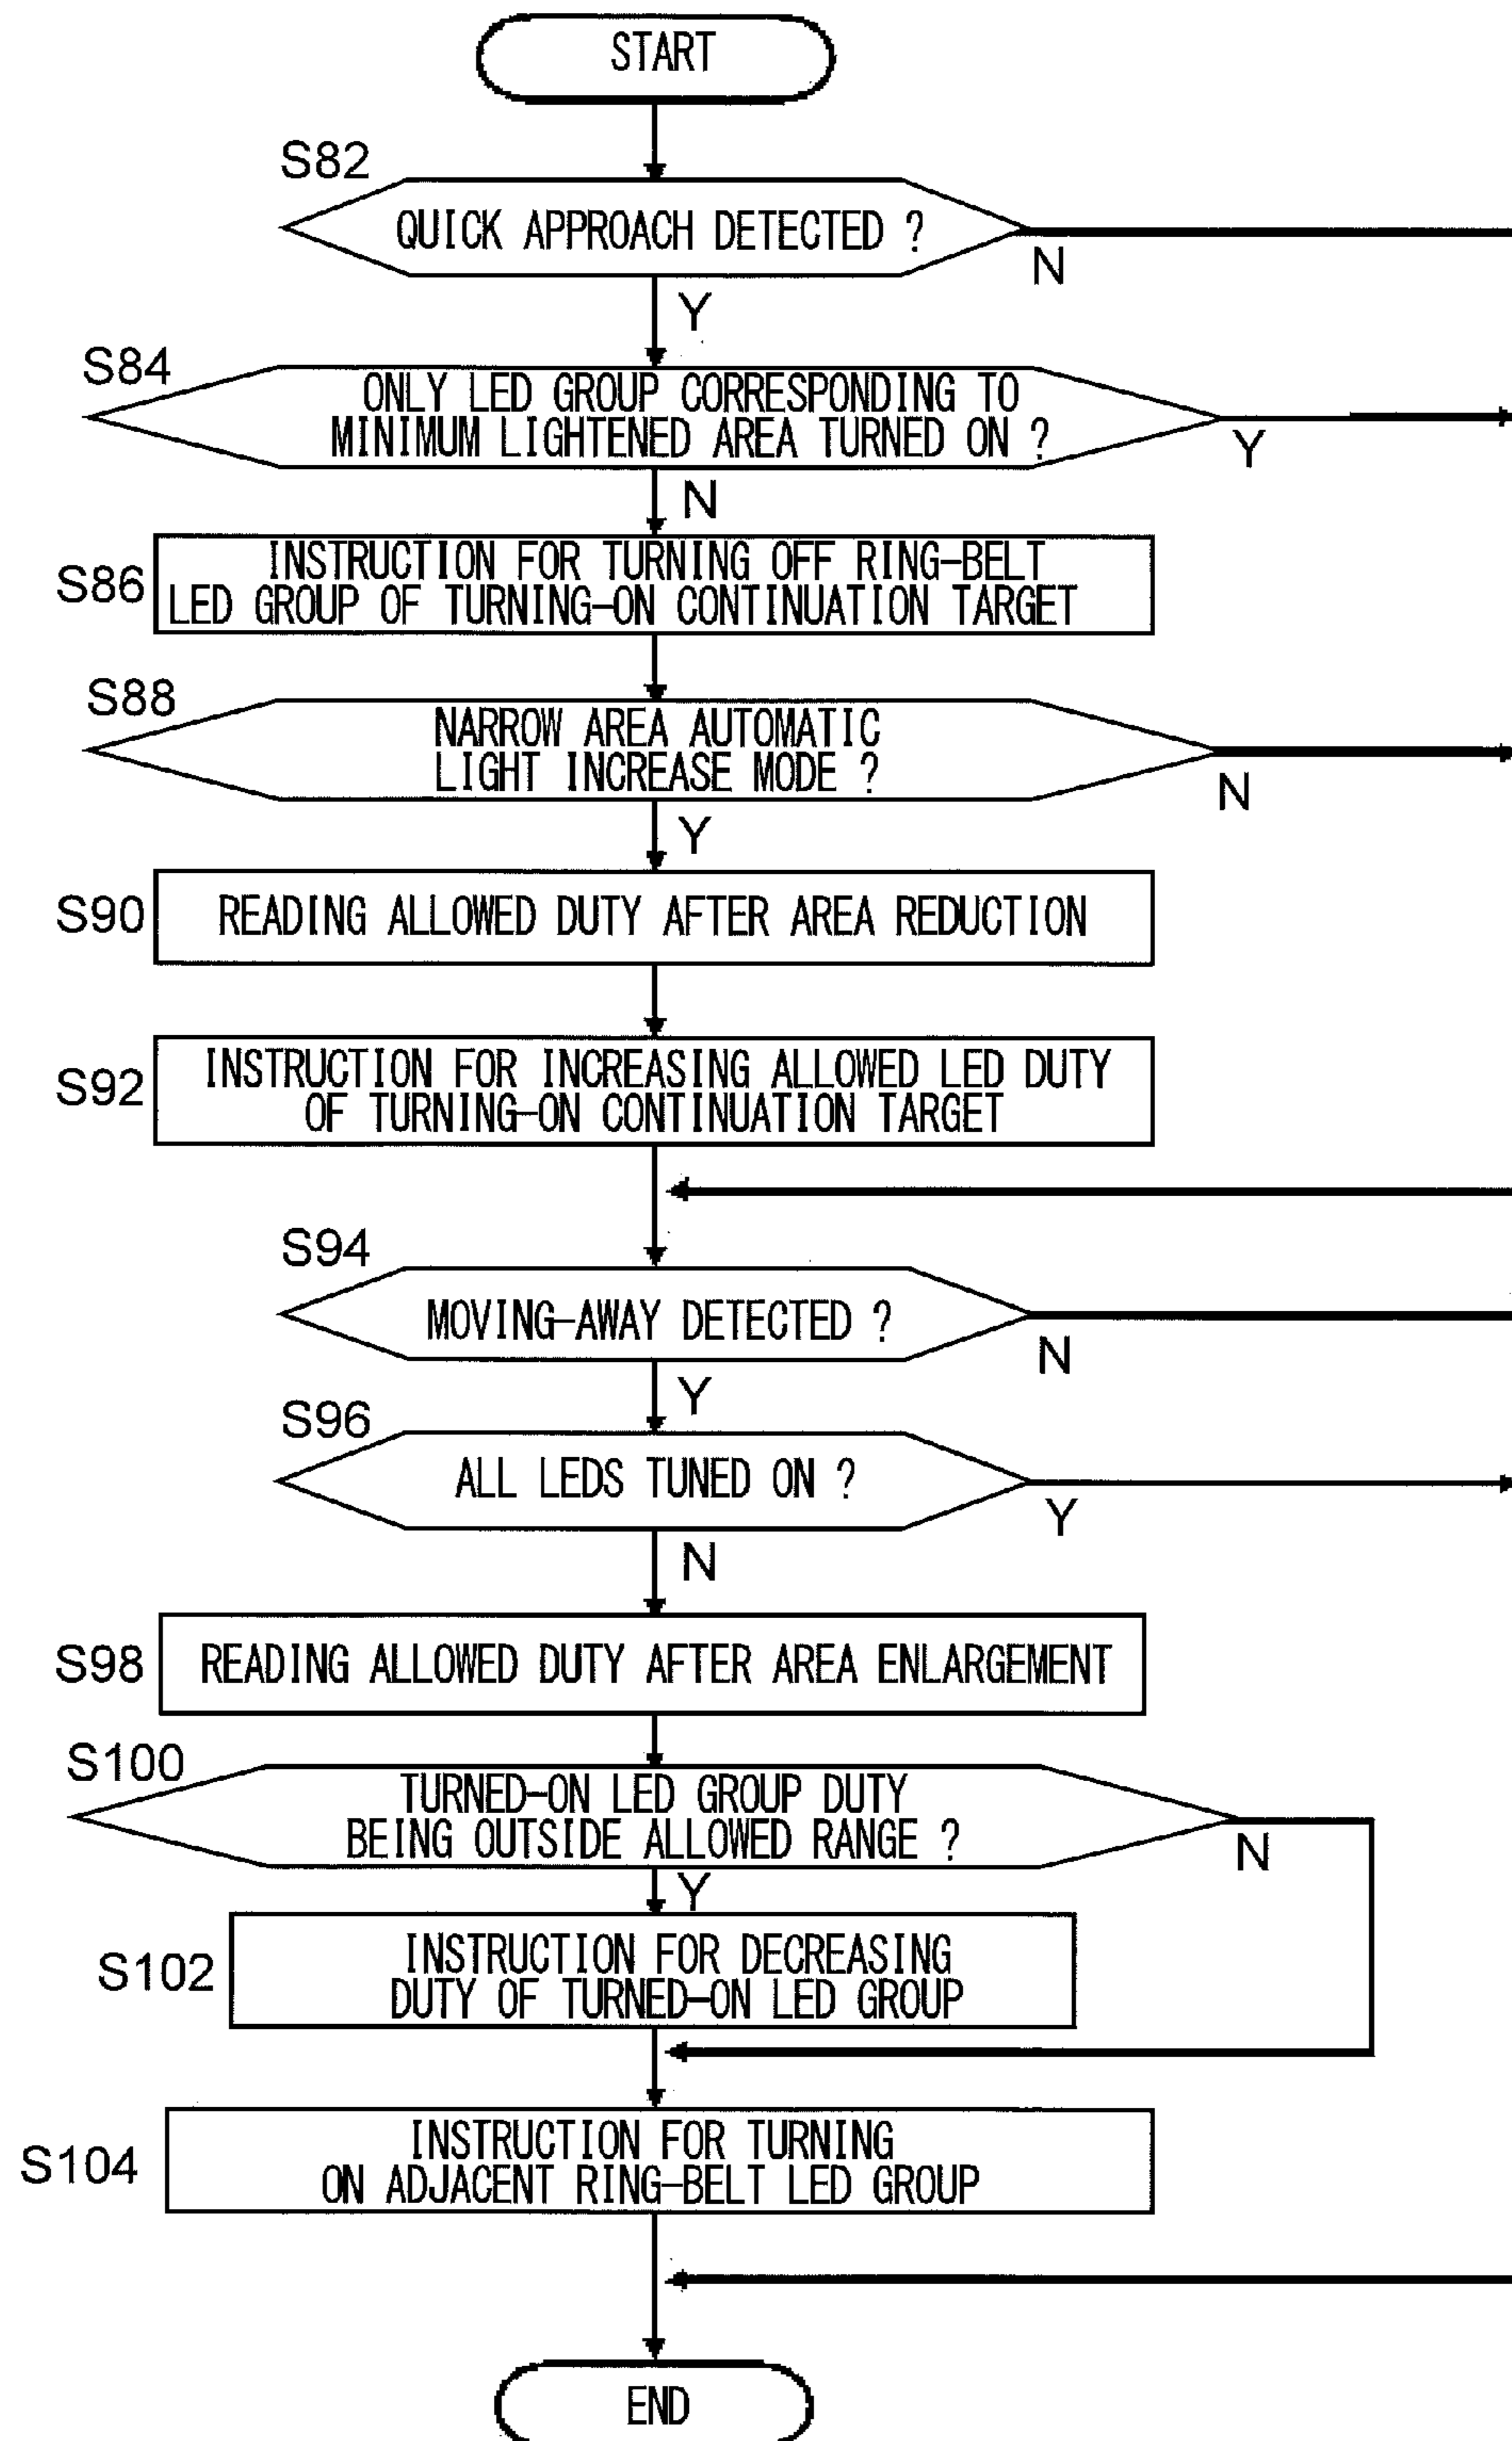 START
S82
QUICK APPROACH DETECTED ?
N
Y
S84
ONLY LED GROUP CORRESPONDING TO
MINIMUM LIGHTENED AREA TURNED ON ?
Y
N
S86
INSTRUCTION FOR TURNING OFF RING-BELT
LED GROUP OF TURNING-ON CONTINUATION TARGET
S88
NARROW AREA AUTOMATIC
LIGHT INCREASE MODE ?
N
Y
S90
READING ALLOWED DUTY AFTER AREA REDUCTION
S92
INSTRUCTION FOR INCREASING ALLOWED LED DUTY
OF TURNING-ON CONTINUATION TARGET
S94
MOVING-AWAY DETECTED ?
N
Y
S96
ALL LEDS TUNED ON ?
Y
N
S98
READING ALLOWED DUTY AFTER AREA ENLARGEMENT
S100
TURNED-ON LED GROUP DUTY
BEING OUTSIDE ALLOWED RANGE ?
N
Y
S102
INSTRUCTION FOR DECREASING
DUTY OF TURNED-ON LED GROUP
S104
INSTRUCTION FOR TURNING
ON ADJACENT RING-BELT LED GROUP
END